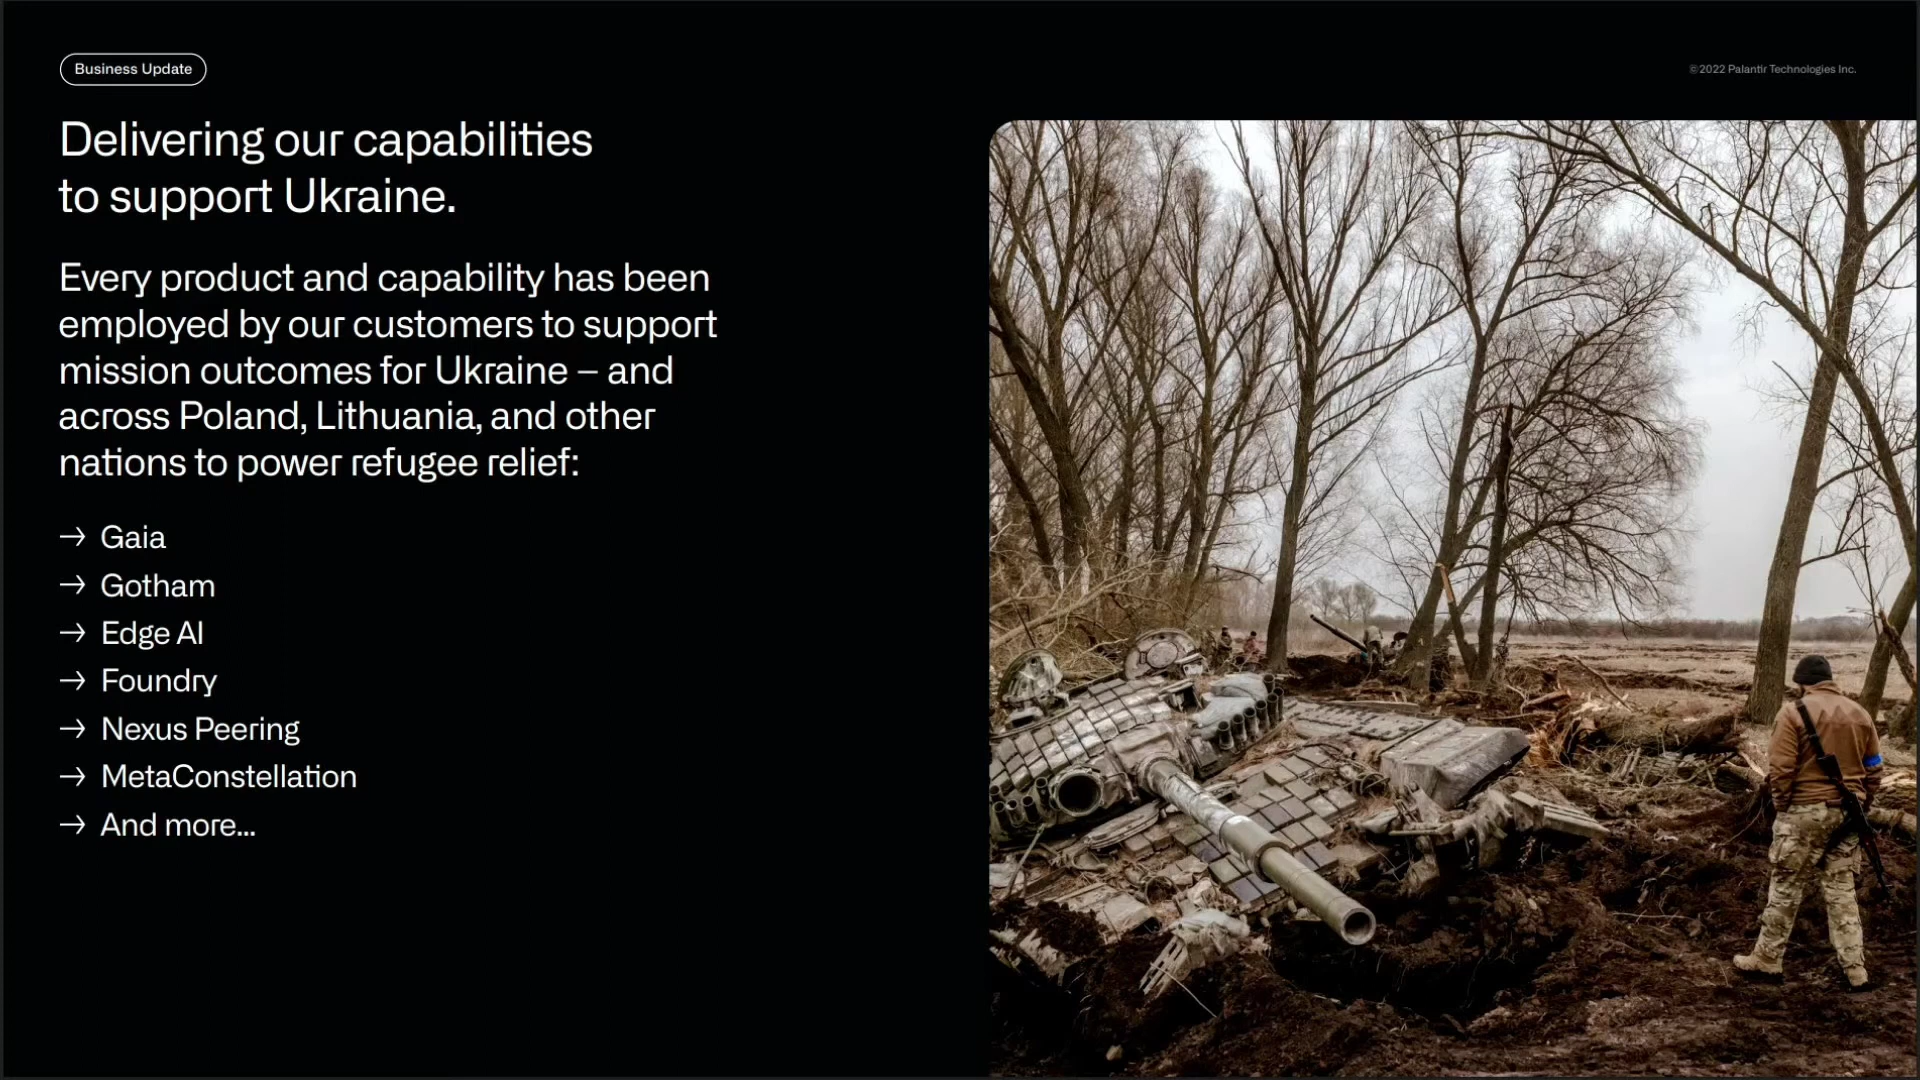 Business Update
©2022 Palantir Technologies Inc.
Delivering our capabilities
to support Ukraine.
Every product and capability has been
employed by our customers to support
mission outcomes for Ukraine – and
across Poland, Lithuania, and other
nations to power refugee relief:
→ Gaia
→ Gotham
→ Edge AI
→ Foundry
→ Nexus Peering
→ MetaConstellation
→ And more...